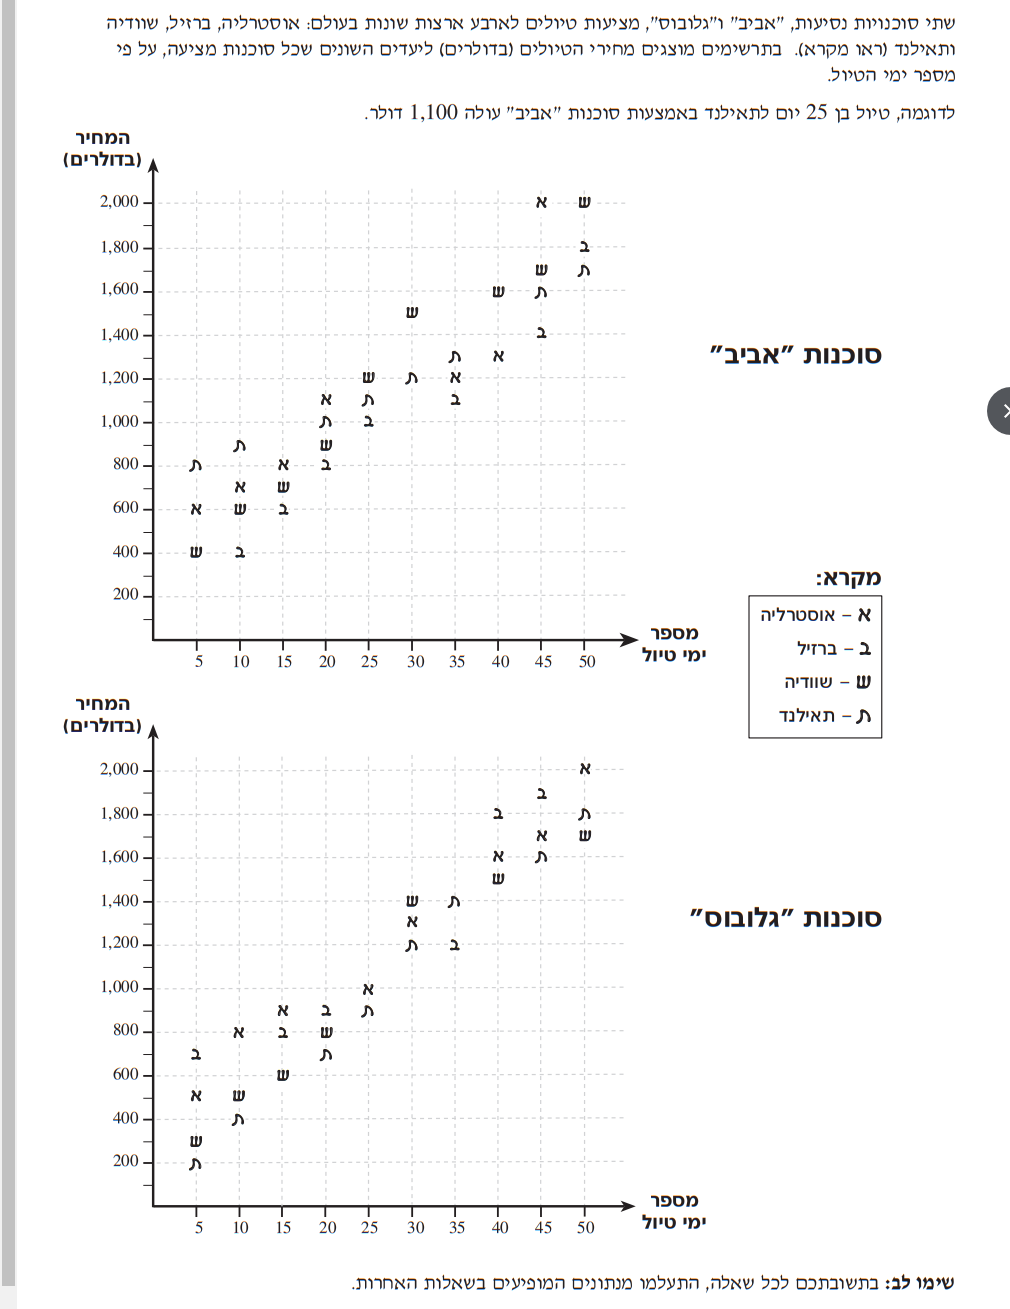 שתי סוכנויות נסיעות, "אביב" ו"גלובוס", מציעות טיולים לארבע ארצות שונות בעולם: אוסטרליה, ברזיל, שוודיה
ותאילנד (ראו מקרא). בתרשימים מוצגים מחירי הטיולים (בדולרים) ליעדים השונים שכל סוכנות מציעה, על פי
מספר ימי הטיול.
לדוגמה, טיול בן 25 יום לתאילנד באמצעות סוכנות "אביב" עולה 1,100 דולר.
המחיר
(בדולרים)
2,000 א ש
1,800 ב
ש ת
1,600 ש ת
ש
1,400 ב
ת א
1,200 ש ת א
א ת ב
1,000 ת ב
ת ש
800 ת א ב
א ש
600 א ש ב
400 ש ב
200
5 10 15 20 25 30 35 40 45 50
מספר
ימי טיול
סוכנות "אביב"
מקרא:
א – אוסטרליה
ב – ברזיל
ש – שוודיה
ת – תאילנד
המחיר
(בדולרים)
2,000 א
ב
1,800 ב ת
א ש
1,600 א ת
ש
1,400 ש ת
א
1,200 ת ב
1,000 א
א ב ת
800 א ב ש
ב ת
600 ש
א ש
400 ת
ש
200 ת
5 10 15 20 25 30 35 40 45 50
מספר
ימי טיול
סוכנות "גלובוס"
שימו לב: בתשובתכם לכל שאלה, התעלמו מנתונים המופיעים בשאלות האחרות.